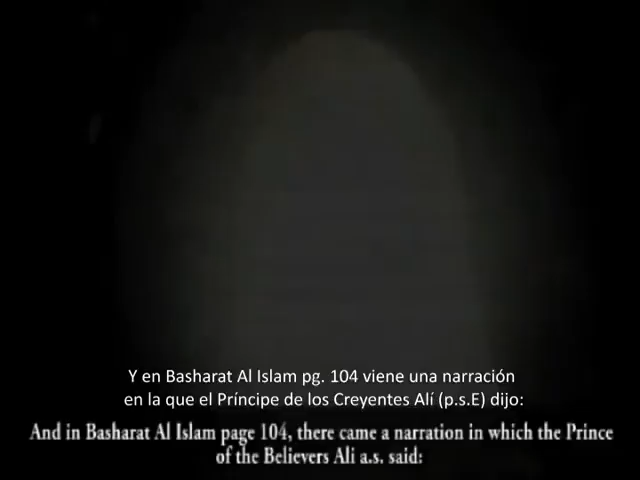 Y en Basharat Al Islam pg. 104 viene una narración
en la que el Príncipe de los Creyentes Alí (p.s.E) dijo:
And in Basharat Al Islam page 104, there came a narration in which the Prince
of the Believers Ali a.s. said: